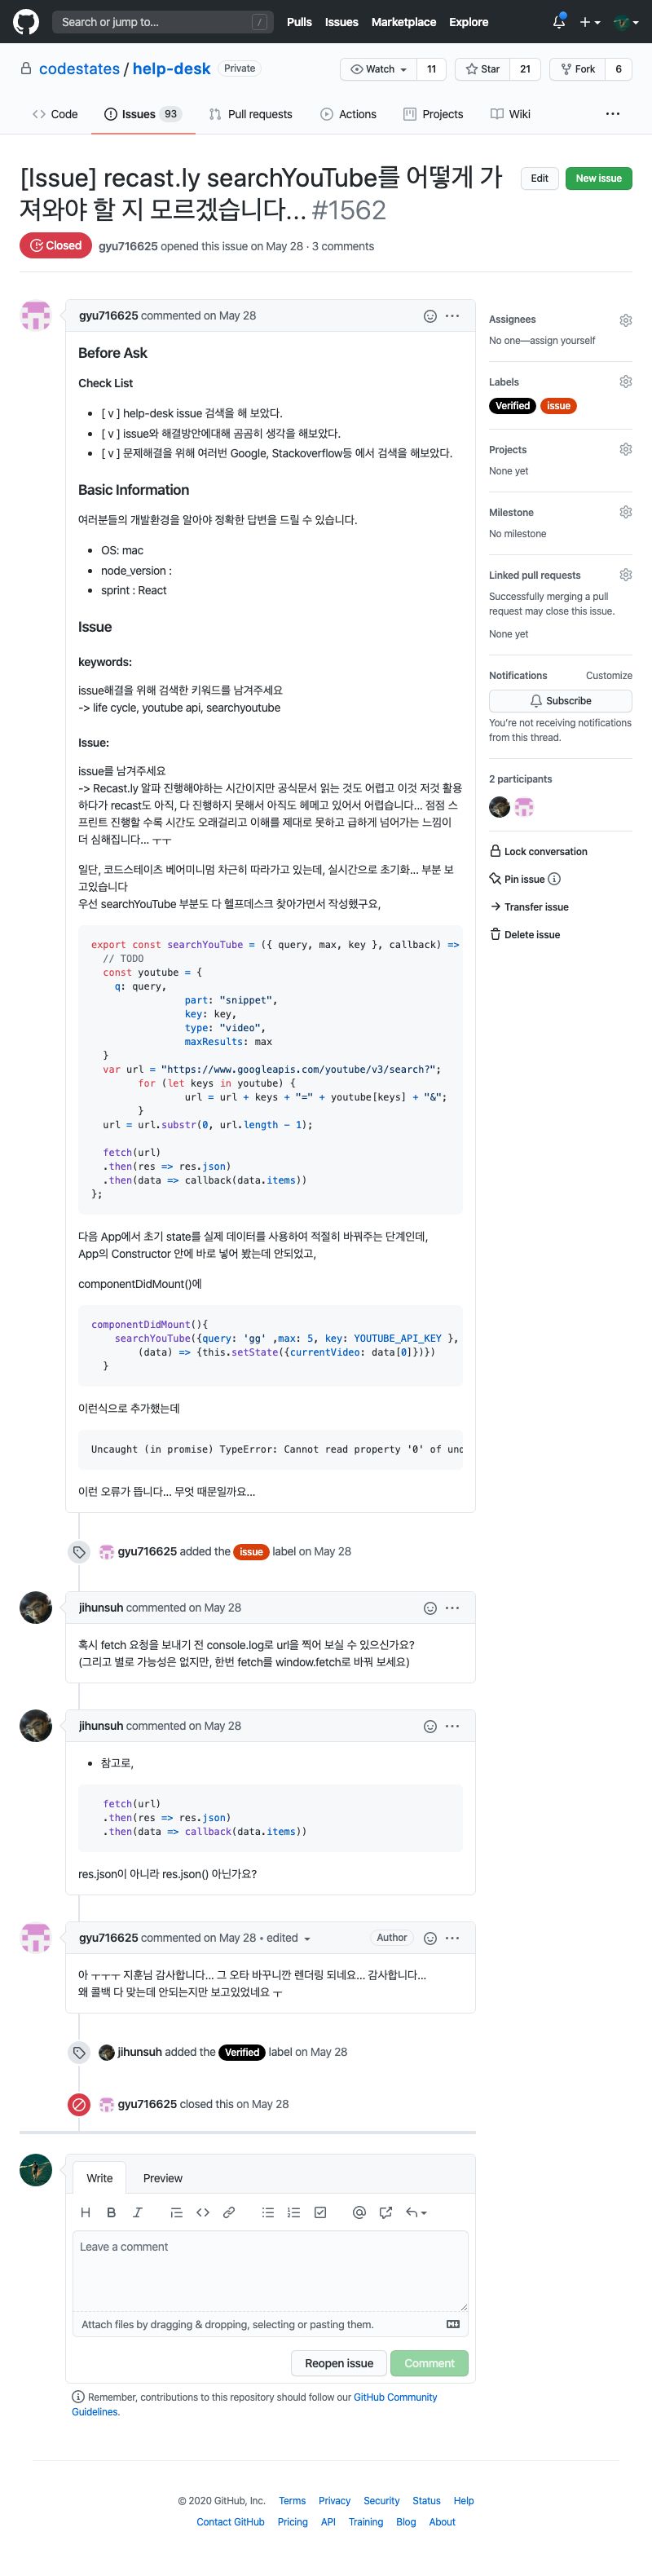 Search or jump to...
/
Pulls Issues Marketplace Explore
codestates / help-desk Private
Watch 11 Star 21 Fork 6
Code Issues 93 Pull requests Actions Projects Wiki
[Issue] recast.ly searchYouTube를 어떻게 가
져와야 할 지 모르겠습니다... #1562
Edit New issue
Closed gyu716625 opened this issue on May 28 · 3 comments
gyu716625 commented on May 28
Before Ask
Check List
[ v ] help-desk issue 검색을 해 보았다.
[ v ] issue와 해결방안에대해 곰곰히 생각을 해보았다.
[ v ] 문제해결을 위해 여러번 Google, Stackoverflow등 에서 검색을 해보았다.
Basic Information
여러분들의 개발환경을 알아야 정확한 답변을 드릴 수 있습니다.
OS: mac
node_version :
sprint : React
Issue
keywords:
issue해결을 위해 검색한 키워드를 남겨주세요
-> life cycle, youtube api, searchyoutube
Issue:
issue를 남겨주세요
-> Recast.ly 알파 진행해야하는 시간이지만 공식문서 읽는 것도 어렵고 이것 저것 활용
하다가 recast도 아직, 다 진행하지 못해서 아직도 헤메고 있어서 어렵습니다... 점점 스
프린트 진행할 수록 시간도 오래걸리고 이해를 제대로 못하고 급하게 넘어가는 느낌이
더 심해집니다... ㅜㅜ
일단, 코드스테이츠 베어미니멈 차근히 따라가고 있는데, 실시간으로 초기화... 부분 보
고있습니다
우선 searchYouTube 부분도 다 헬프데스크 찾아가면서 작성했구요,
export const searchYouTube = ({ query, max, key }, callback) =>
// TODO
const youtube = {
q: query,
part: "snippet",
key: key,
type: "video",
maxResults: max
}
var url = "https://www.googleapis.com/youtube/v3/search?";
for (let keys in youtube) {
url = url + keys + "=" + youtube[keys] + "&";
}
url = url.substr(0, url.length - 1);
fetch(url)
.then(res => res.json)
.then(data => callback(data.items))
};
다음 App에서 초기 state를 실제 데이터를 사용하여 적절히 바꿔주는 단계인데,
App의 Constructor 안에 바로 넣어 봤는데 안되었고,
componentDidMount()에
componentDidMount(){
searchYouTube({query: 'gg' ,max: 5, key: YOUTUBE_API_KEY },
(data) => {this.setState({currentVideo: data[0]})})
}
이런식으로 추가했는데
Uncaught (in promise) TypeError: Cannot read property '0' of und
이런 오류가 뜹니다... 무엇 때문일까요...
gyu716625 added the issue label on May 28
jihunsuh commented on May 28
혹시 fetch 요청을 보내기 전 console.log로 url을 찍어 보실 수 있으신가요?
(그리고 별로 가능성은 없지만, 한번 fetch를 window.fetch로 바꿔 보세요)
jihunsuh commented on May 28
참고로,
fetch(url)
.then(res => res.json)
.then(data => callback(data.items))
res.json이 아니라 res.json() 아닌가요?
gyu716625 commented on May 28 • edited Author
아 ㅜㅜㅜ 지훈님 감사합니다... 그 오타 바꾸니깐 렌더링 되네요... 감사합니다...
왜 콜백 다 맞는데 안되는지만 보고있었네요 ㅜ
jihunsuh added the Verified label on May 28
gyu716625 closed this on May 28
Write Preview
Leave a comment
Attach files by dragging & dropping, selecting or pasting them.
Reopen issue Comment
Remember, contributions to this repository should follow our GitHub Community
Guidelines.
Assignees
No one—assign yourself
Labels
Verified issue
Projects
None yet
Milestone
No milestone
Linked pull requests
Successfully merging a pull
request may close this issue.
None yet
Notifications Customize
Subscribe
You're not receiving notifications
from this thread.
2 participants
Lock conversation
Pin issue
Transfer issue
Delete issue
© 2020 GitHub, Inc. Terms Privacy Security Status Help
Contact GitHub Pricing API Training Blog About